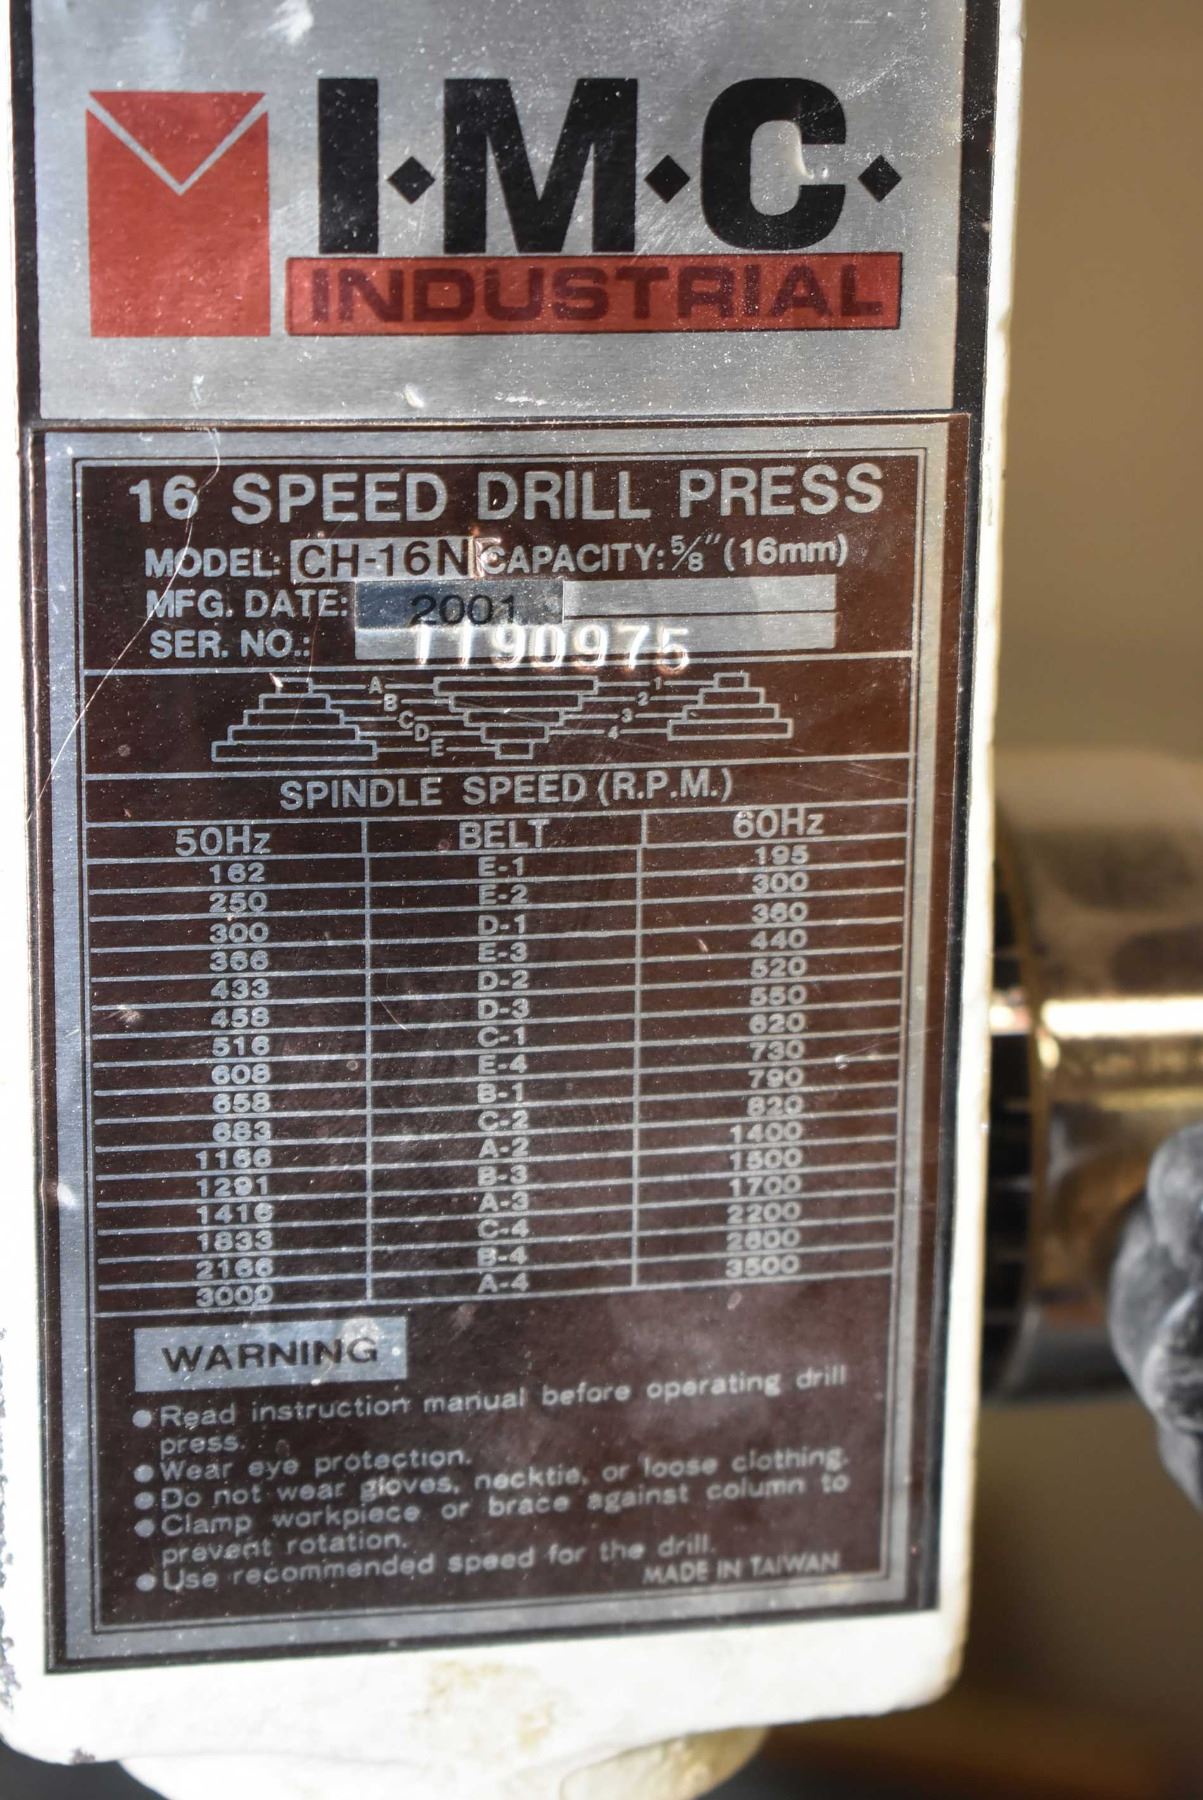 I·M·C·
INDUSTRIAL
16 SPEED DRILL PRESS
MODEL: CH-16N CAPACITY: 5/8" (16mm)
MFG. DATE: 2001
SER. NO.: 1190975
A 1
B 2
C 3
D 4
E
SPINDLE SPEED (R.P.M.)
50Hz BELT 60Hz
162 E-1 195
250 E-2 300
300 D-1 360
366 E-3 440
433 D-2 520
458 D-3 550
516 C-1 620
608 E-4 730
658 B-1 790
683 C-2 820
1166 A-2 1400
1291 B-3 1500
1416 A-3 1700
1833 C-4 2200
2166 B-4 2600
3000 A-4 3500
WARNING
●Read instruction manual before operating drill
press.
●Wear eye protection.
●Do not wear gloves, necktie, or loose clothing.
●Clamp workpiece or brace against column to
prevent rotation.
●Use recommended speed for the drill.
MADE IN TAIWAN